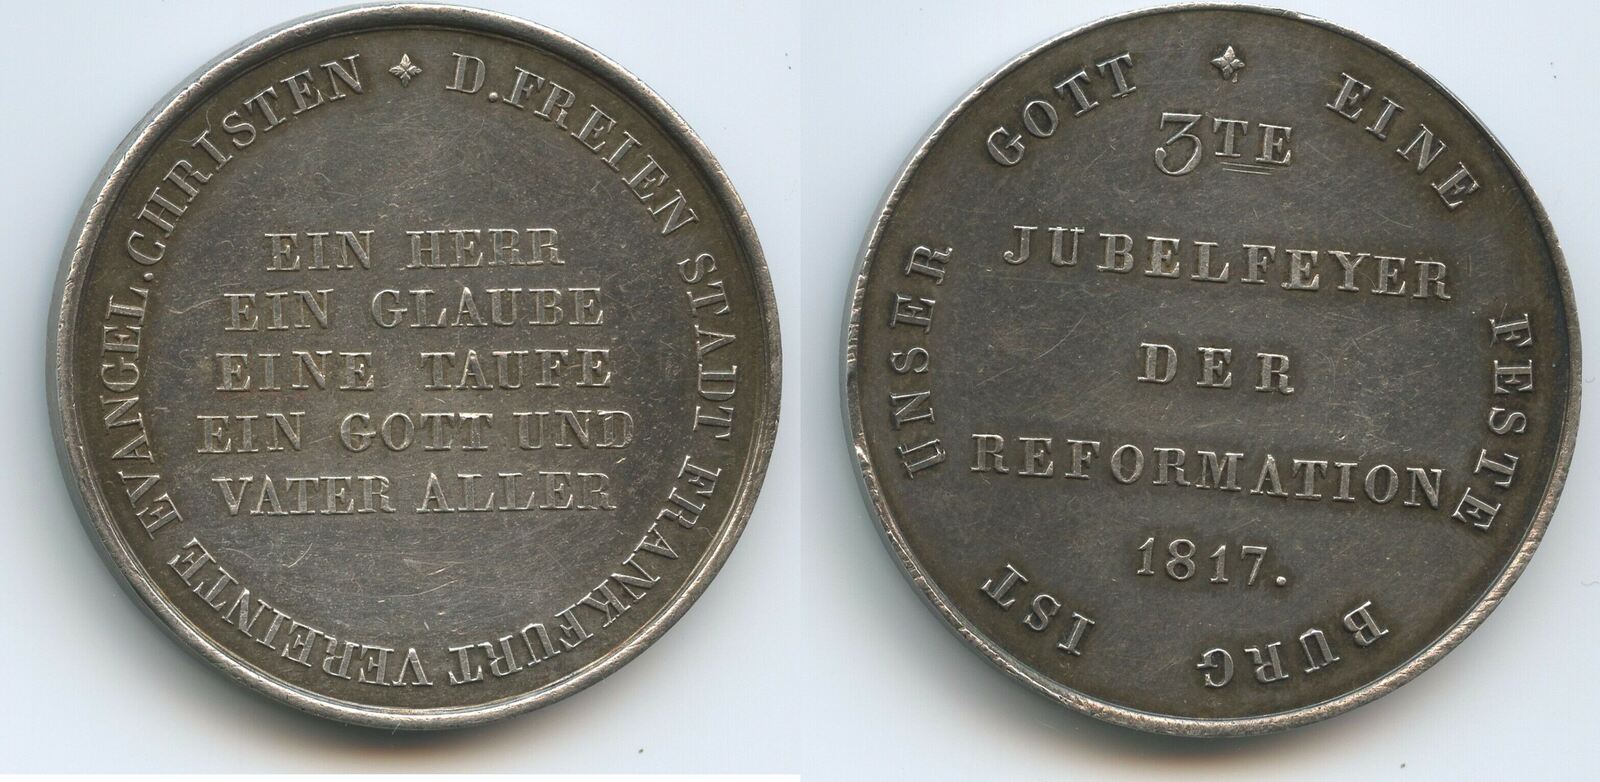 D. FREIEN STADT FRANKFURT VEREINTE EVANGEL. CHRISTEN
EIN HERR
EIN GLAUBE
EINE TAUFE
EIN GOTT UND
VATER ALLER
EINE FESTE BURG IST UNSER GOTT
3TE
JUBELFEYER
DER
REFORMATION
1817.